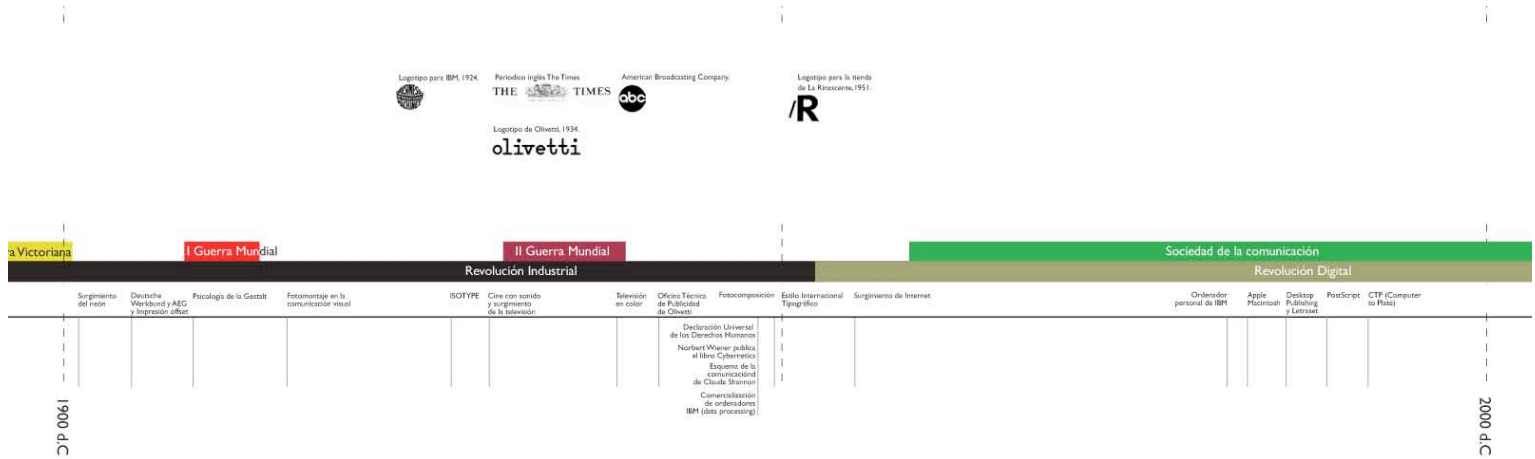 Logotipo para IBM, 1924.
Periodico inglés The Times
THE TIMES
American Broadcasting Company.
abc
Logotipo para la tienda
de La Rinascente, 1951.
/R
Logotipo de Olivetti, 1934.
olivetti
a Victoriana
I Guerra Mundial
II Guerra Mundial
Sociedad de la comunicación
Revolución Industrial
Revolución Digital
Surgimiento
del neón
Deutsche
Werkbund y AEG
y Impresión offset
Psicología de la Gestalt
Fotomontaje en la
comunicación visual
ISOTYPE
Cine con sonido
y surgimiento
de la televisión
Televisión
en color
Oficina Técnica
de Publicidad
de Olivetti
Fotocomposición
Estilo Internacional
Tipográfico
Surgimiento de Internet
Ordenador
personal de IBM
Apple
Macintosh
Desktop
Publishing
y Letraset
PostScript
CTP (Computer
to Plate)
Declaración Universal
de los Derechos Humanos
Norbert Wiener publica
el libro Cybernetics
Esquema de la
comunicaciónd
de Claude Shannon
Comercialización
de ordenadores
IBM (data processing)
1900 d.C
2000 d.C